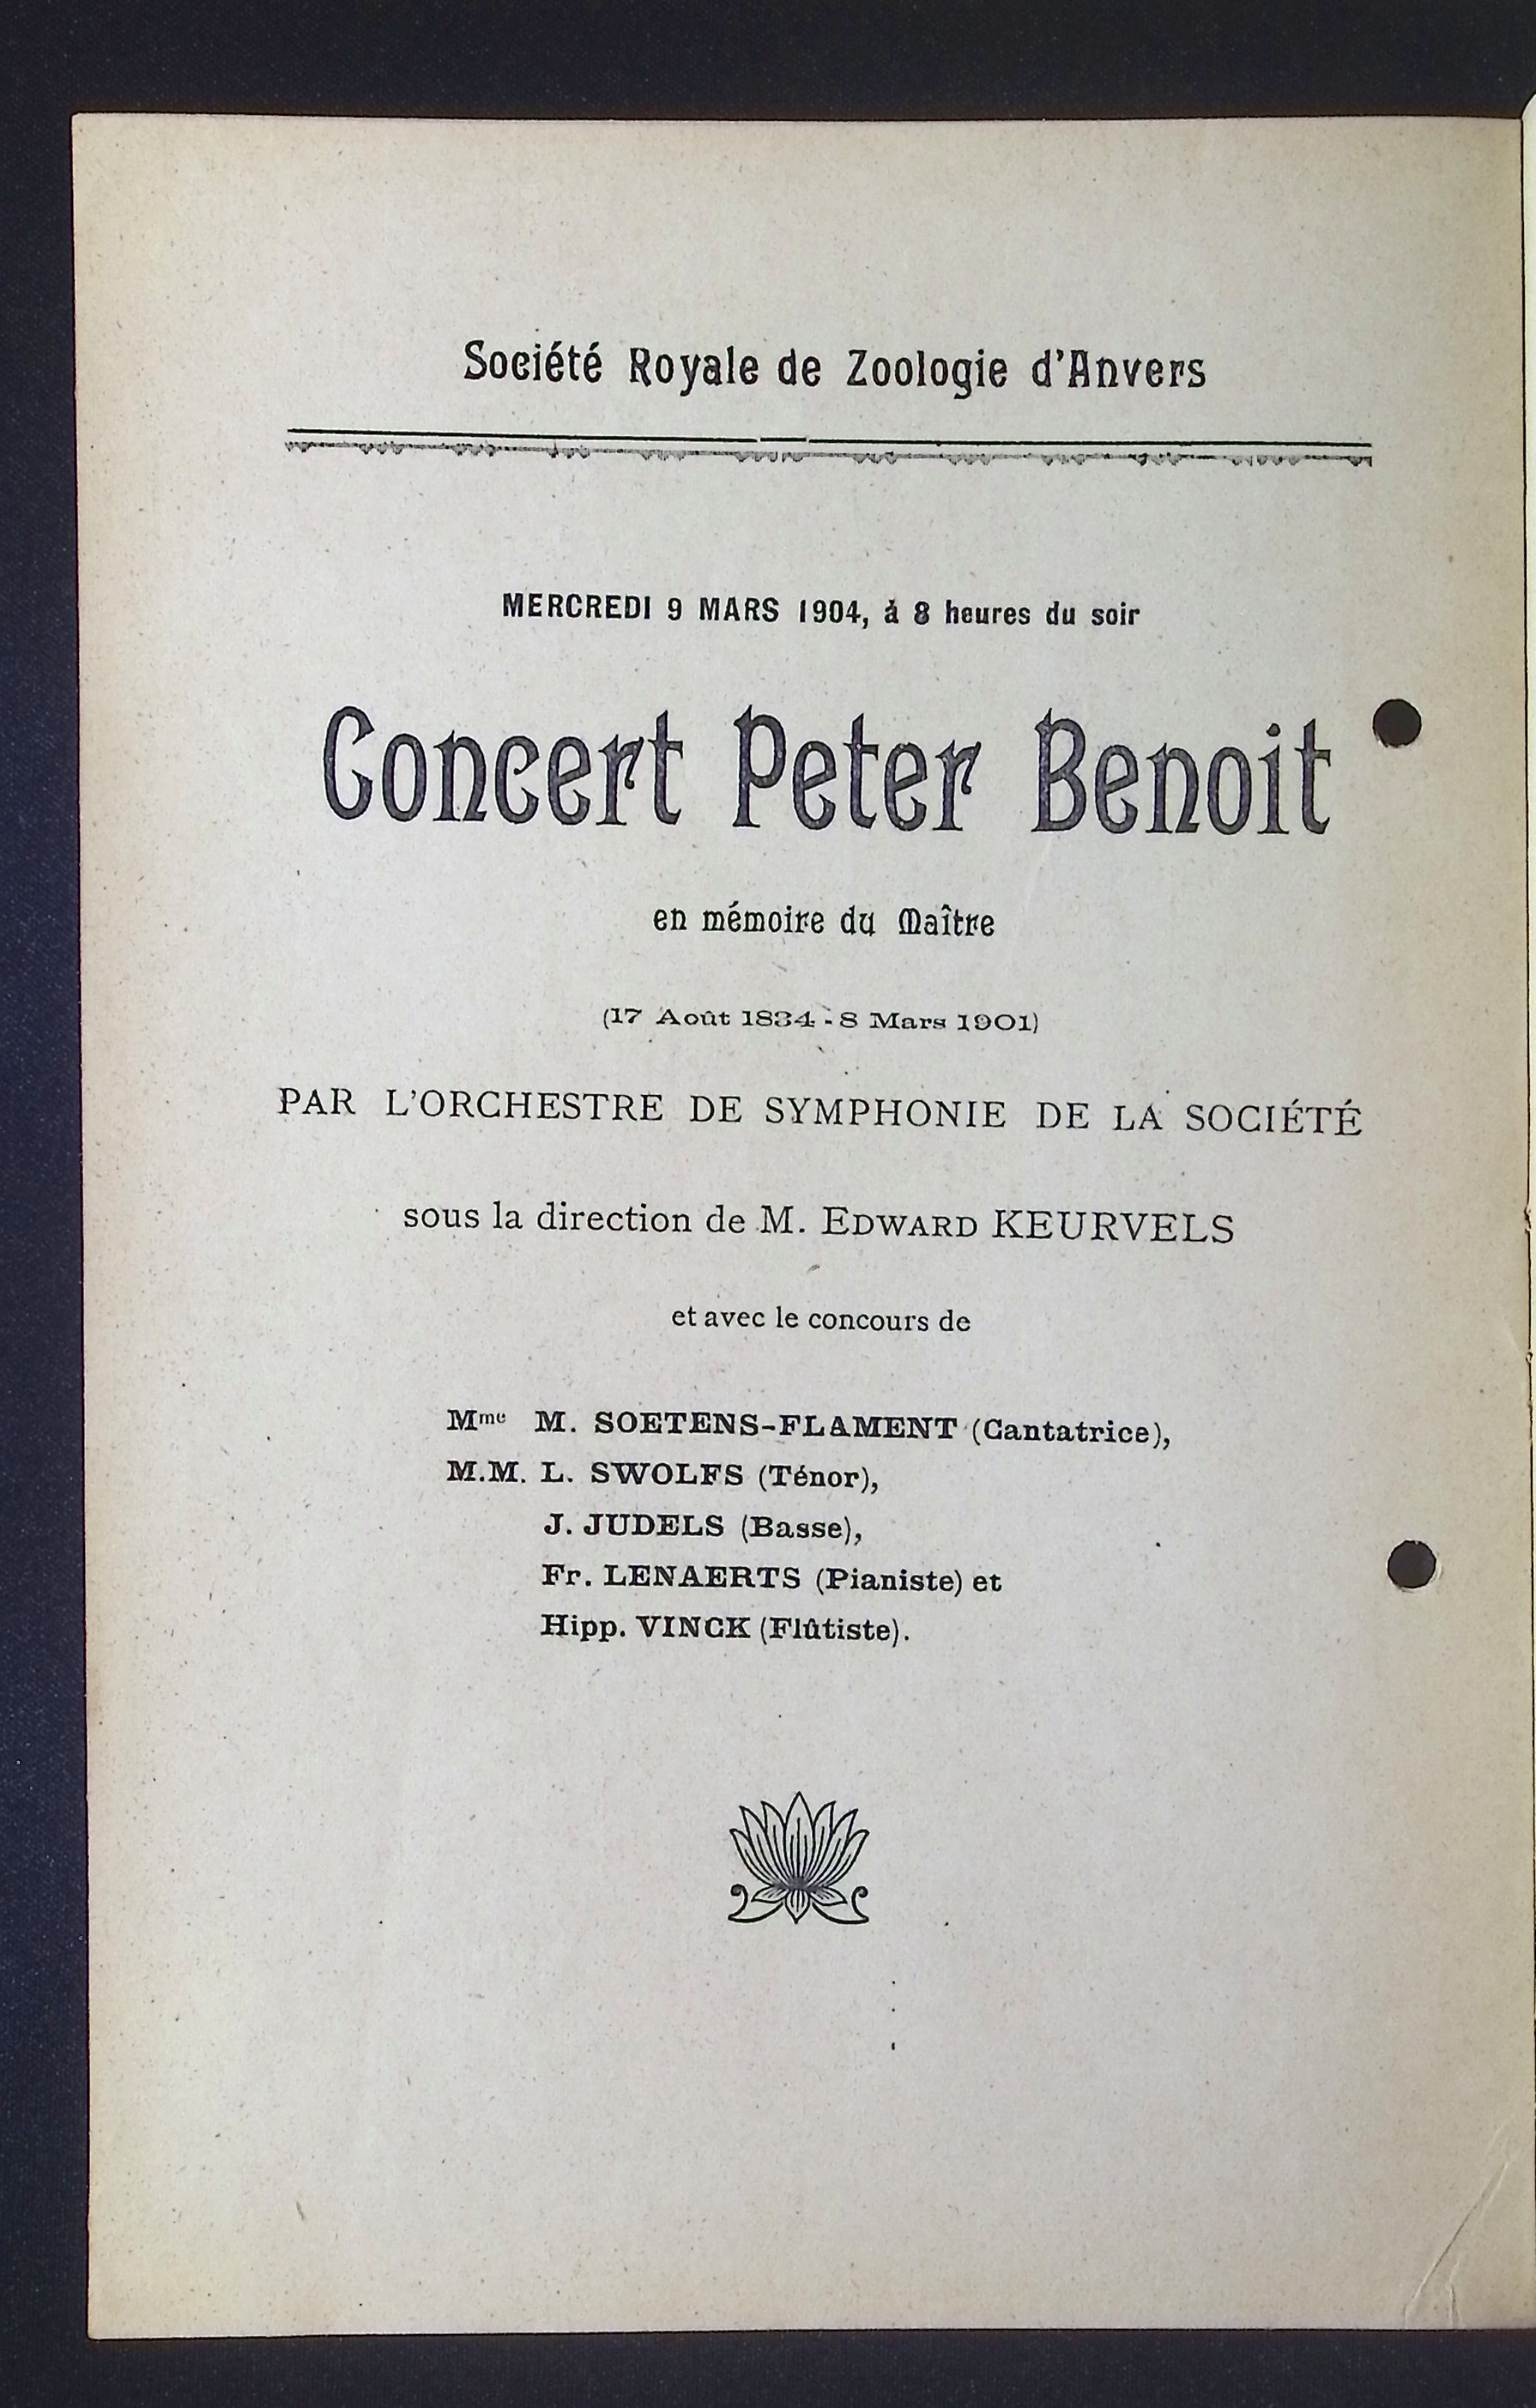 Société Royale de Zoologie d'Anvers
MERCREDI 9 MARS 1904, à 8 heures du soir
Concert Peter Benoit
en mémoire du Maître
(17 Août 1834 - 8 Mars 1901)
PAR L'ORCHESTRE DE SYMPHONIE DE LA SOCIÉTÉ
sous la direction de M. EDWARD KEURVELS
et avec le concours de
Mme M. SOETENS-FLAMENT (Cantatrice),
M.M. L. SWOLFS (Ténor),
J. JUDELS (Basse),
Fr. LENAERTS (Pianiste) et
Hipp. VINCK (Flûtiste).